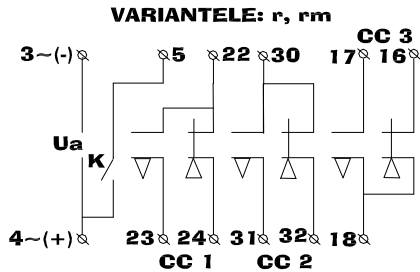 VARIANTELE: r, rm
CC 3
3~(-) 5 22 30 17 16
Ua
K
4~(+) 23 24 31 32 18
CC 1 CC 2